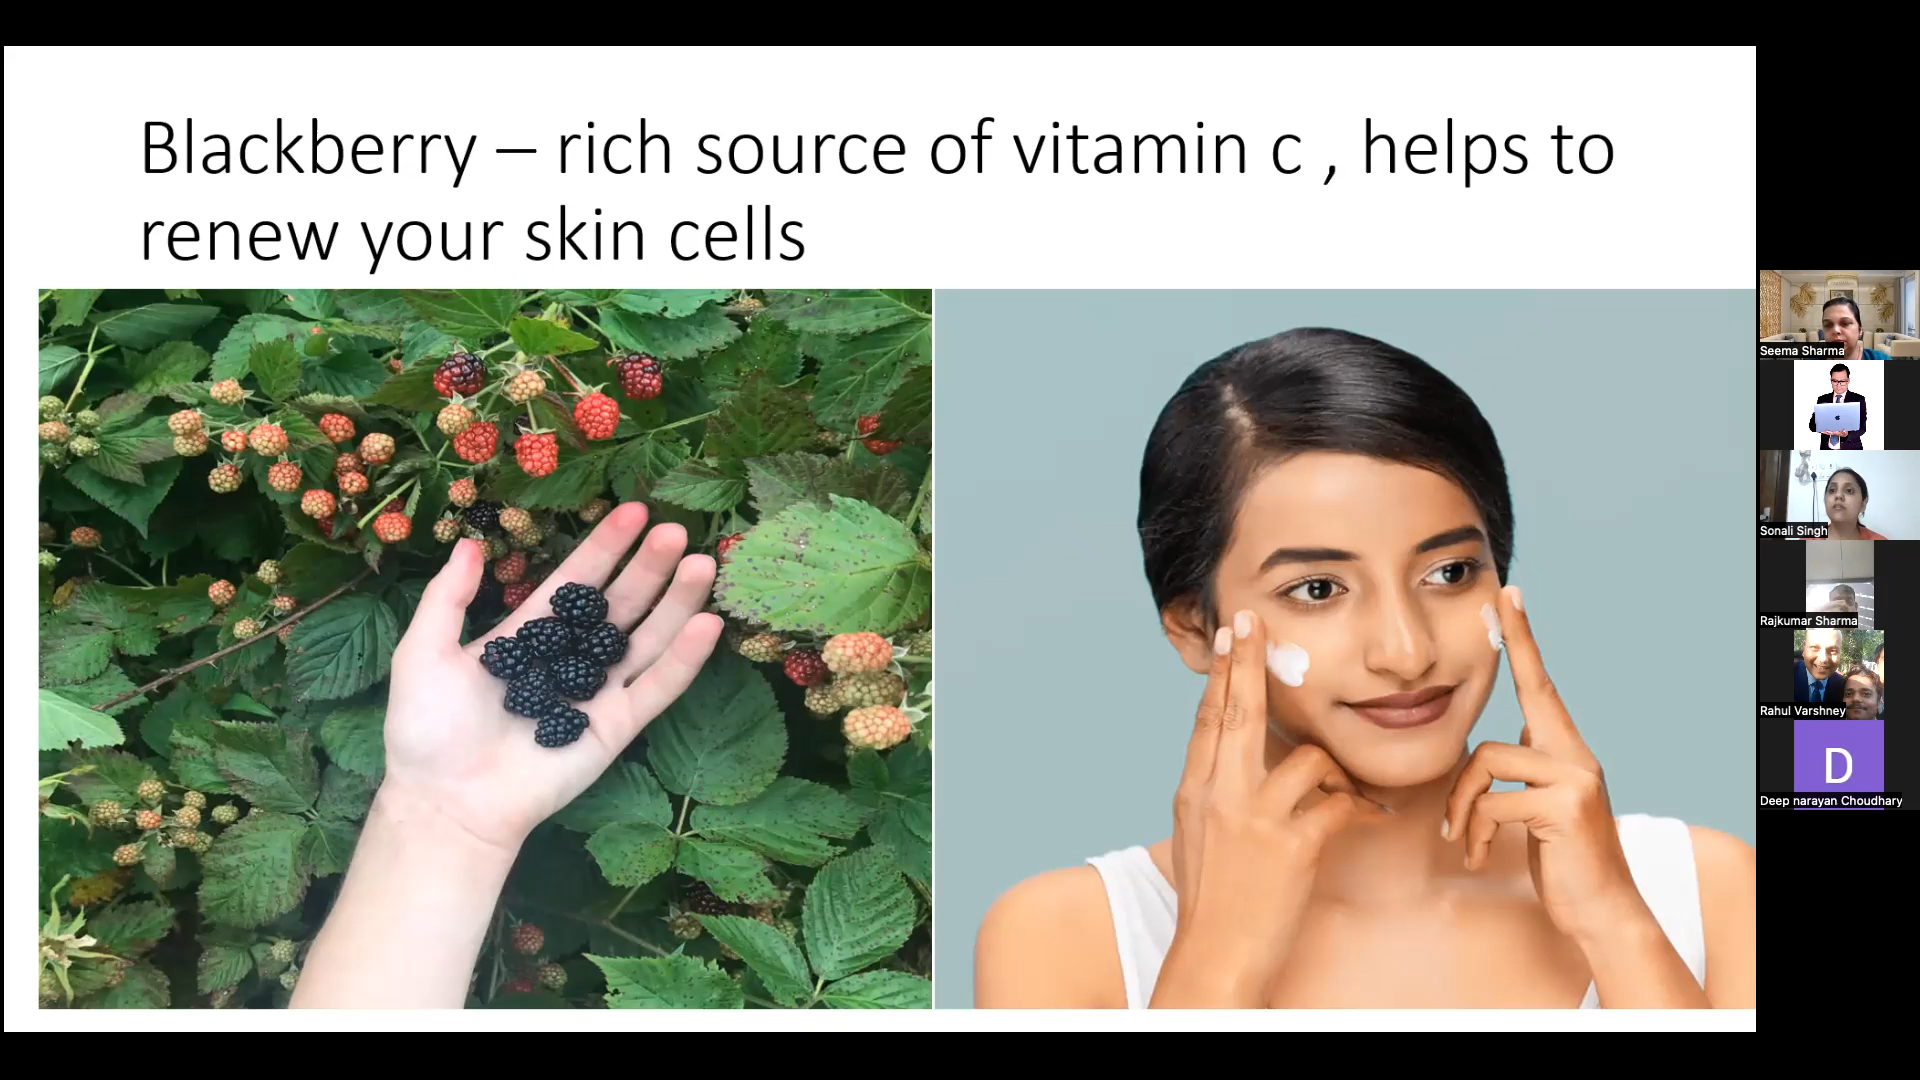 Blackberry – rich source of vitamin c , helps to
renew your skin cells
Seema Sharma
Sonali Singh
Rajkumar Sharma
Rahul Varshney
D
Deep narayan Choudhary